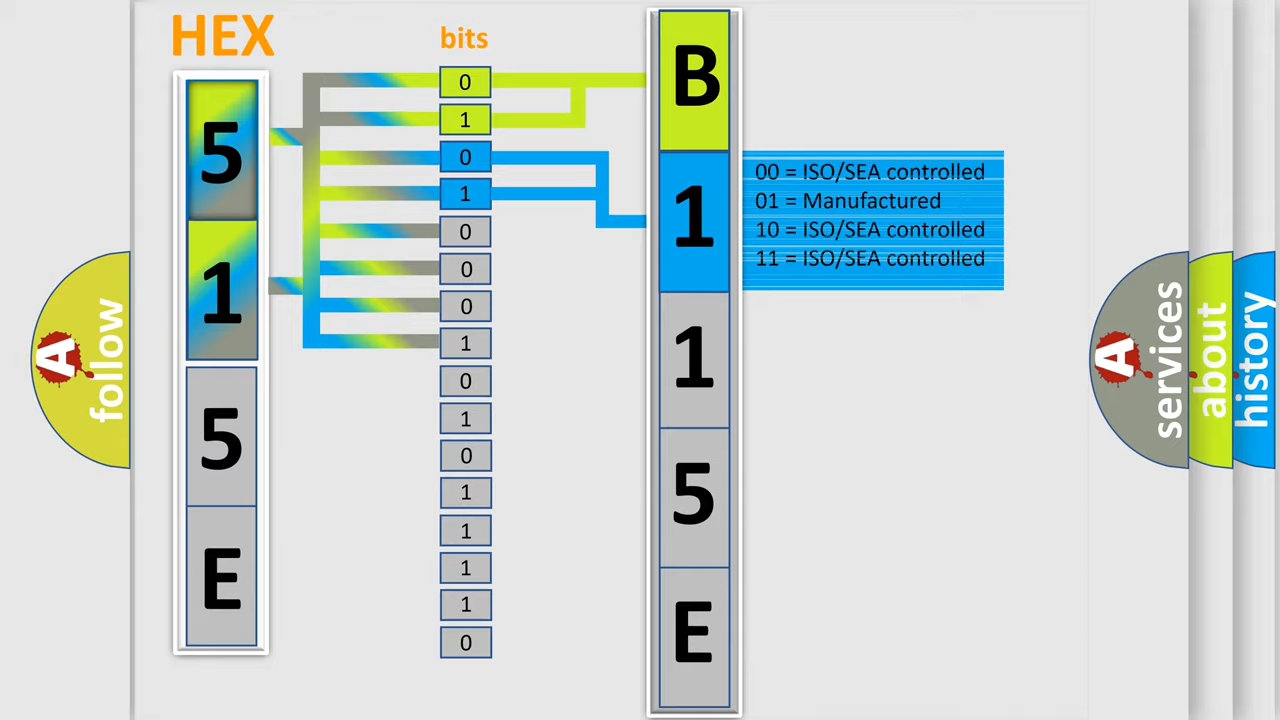 HEX
bits
5
1
5
E
0
1
0
1
0
0
0
1
0
1
0
1
1
1
1
0
B
1
1
5
E
00 = ISO/SEA controlled
01 = Manufactured
10 = ISO/SEA controlled
11 = ISO/SEA controlled
A
follow
A
services
about
history